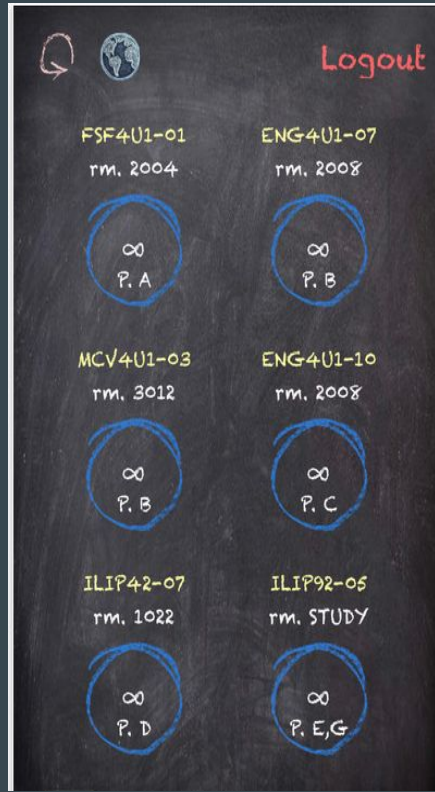 Logout
FSF4U1-01
rm. 2004
∞
P. A
ENG4U1-07
rm. 2008
∞
P. B
MCV4U1-03
rm. 3012
∞
P. B
ENG4U1-10
rm. 2008
∞
P. C
ILIP42-07
rm. 1022
∞
P. D
ILIP92-05
rm. STUDY
∞
P. E,G